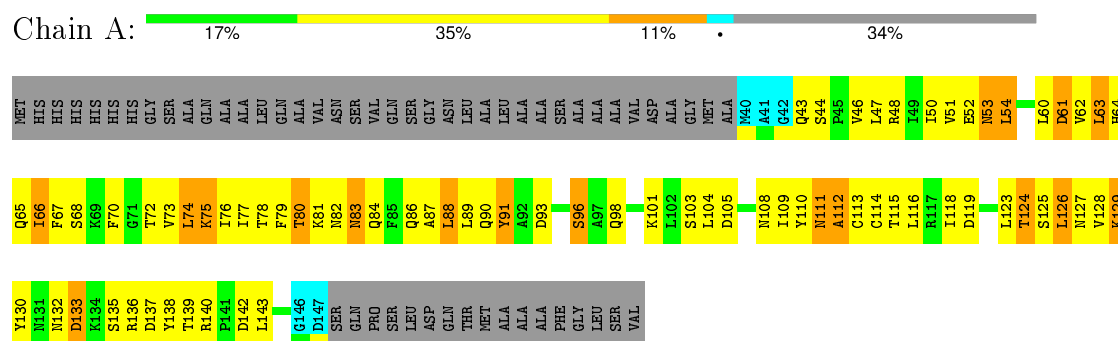 Chain A:
17% 35% 11% • 34%
MET HIS HIS HIS HIS HIS HIS GLY SER ALA GLN ALA ALA LEU GLN ALA VAL ASN SER VAL GLN SER GLY ASN LEU ALA LEU ALA ALA SER ALA ALA ALA VAL ASP ALA GLY MET ALA M40 A41 G42 Q43 S44 P45 V46 L47 R48 I49 I50 V51 E52 N53 L54 L60 D61 V62 L63 H64
Q65 I66 F67 S68 K69 F70 G71 T72 V73 L74 K75 I76 I77 T78 F79 T80 K81 N82 N83 Q84 F85 Q86 A87 L88 L89 Q90 Y91 A92 D93 S96 A97 Q98 K101 L102 S103 L104 D105 N108 I109 Y110 N111 A112 C113 C114 T115 L116 R117 I118 D119 L123 T124 S125 L126 N127 V128 K129
Y130 N131 N132 D133 K134 S135 R136 D137 Y138 T139 R140 P141 D142 L143 G146 D147 SER GLN PRO SER LEU ASP GLN THR MET ALA ALA ALA PHE GLY LEU SER VAL